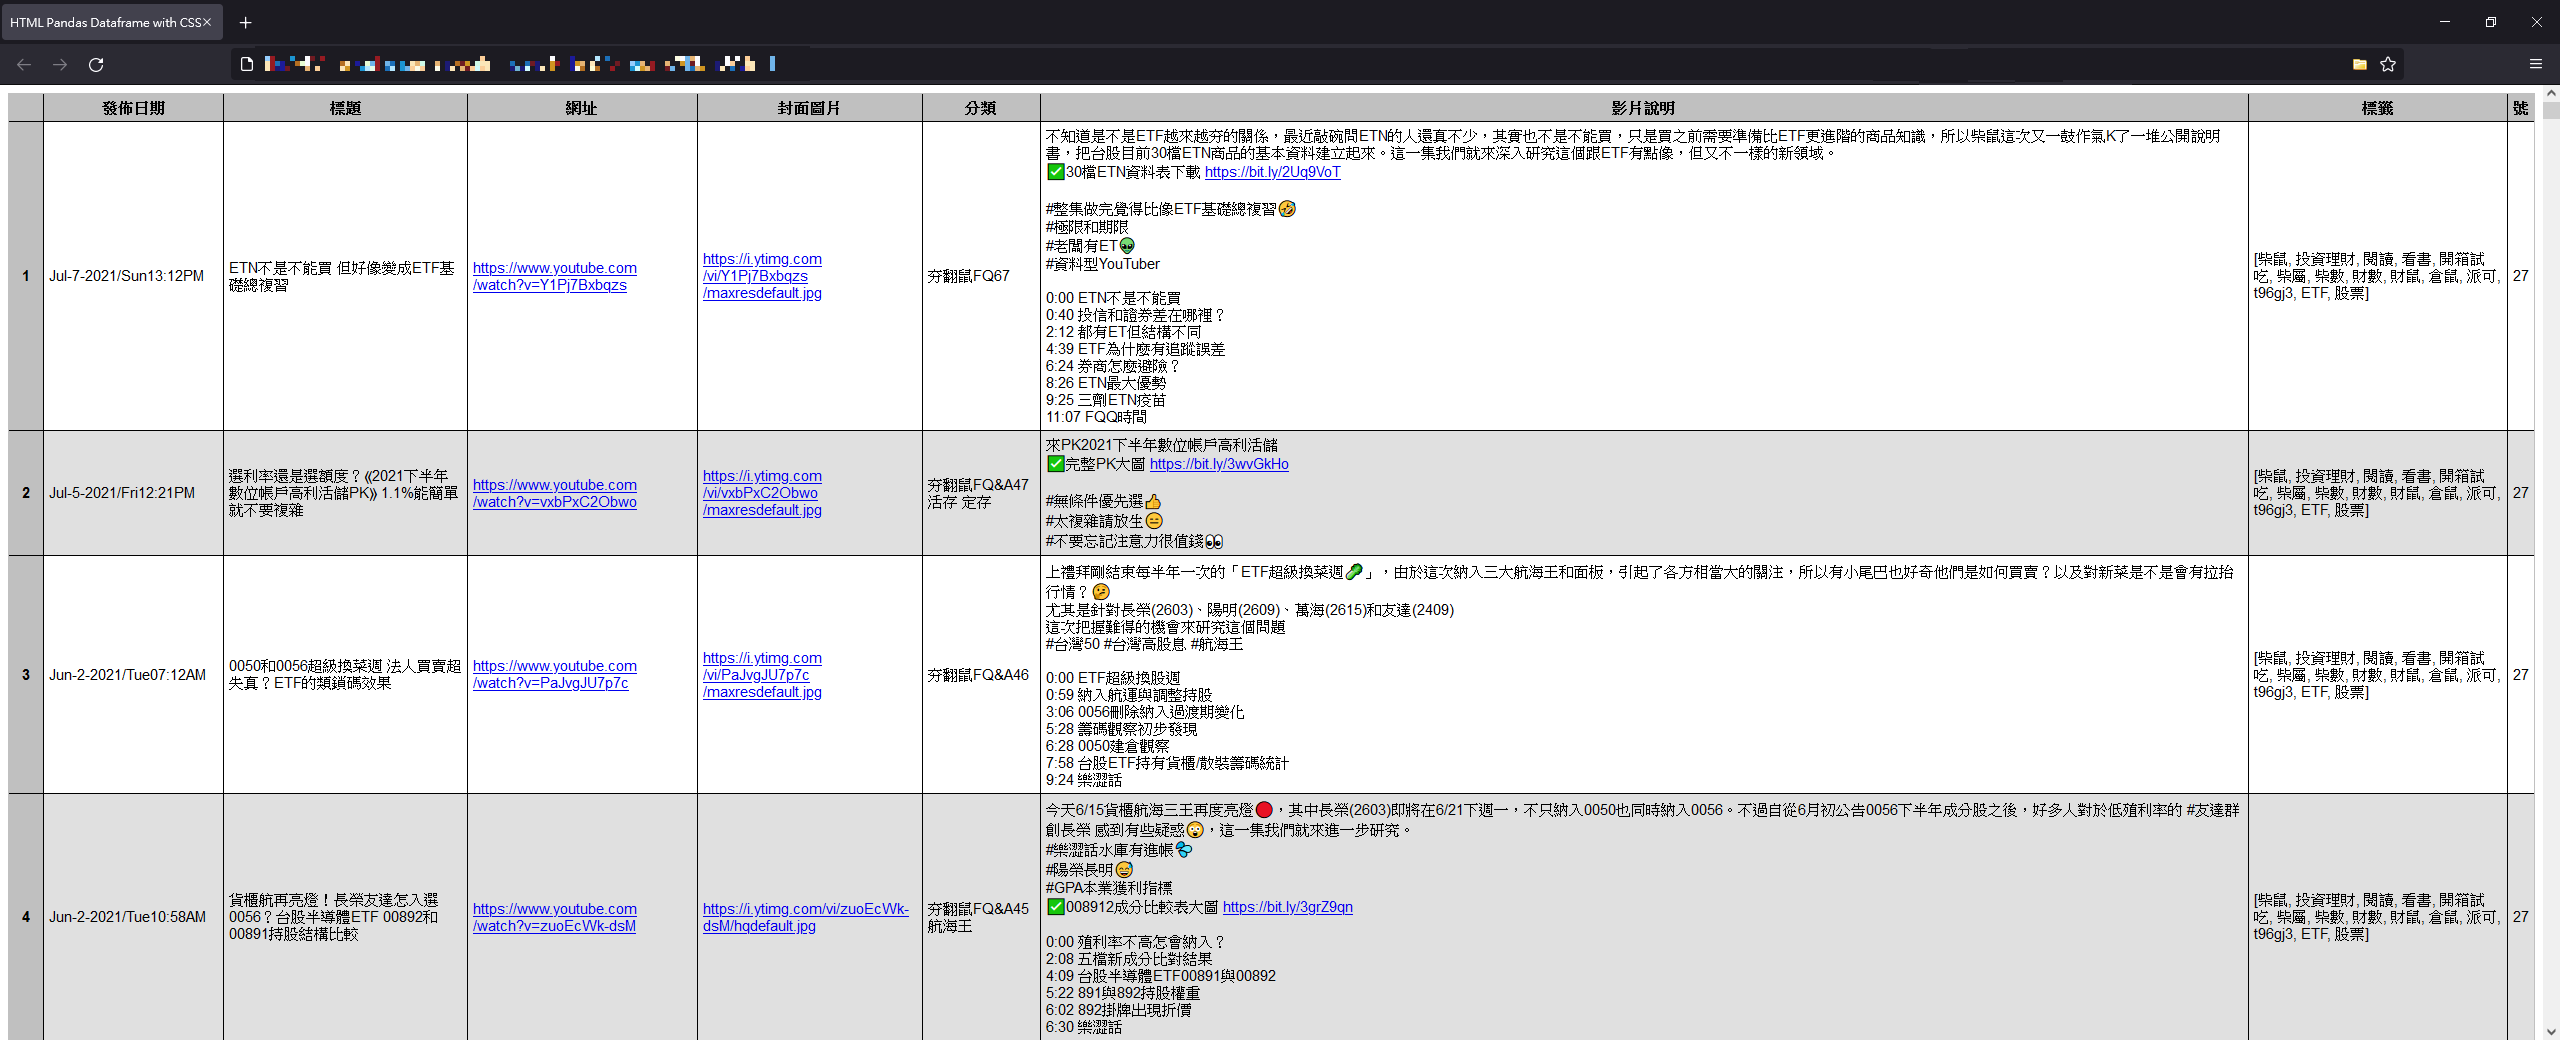 HTML Pandas Dataframe with CSS
發佈日期 標題 網址 封面圖片 分類 影片說明 標籤 號
1
Jul-7-2021/Sun13:12PM
ETN不是不能買 但好像變成ETF基
礎總複習
https://www.youtube.com
/watch?v=Y1Pj7Bxbqzs
https://i.ytimg.com
/vi/Y1Pj7Bxbqzs
/maxresdefault.jpg
夯翻鼠FQ67
不知道是不是ETF越來越夯的關係，最近敲碗問ETN的人還真不少，其實也不是不能買，只是買之前需要準備比ETF更進階的商品知識，所以柴鼠這次又一鼓作氣K了一堆公開說明
書，把台股目前30檔ETN商品的基本資料建立起來。這一集我們就來深入研究這個跟ETF有點像，但又不一樣的新領域。
✅30檔ETN資料表下載 https://bit.ly/2Uq9VoT
#整集做完覺得比像ETF基礎總複習🤣
#極限和期限
#老闆有ET👽
#資料型YouTuber
0:00 ETN不是不能買
0:40 投信和證券差在哪裡？
2:12 都有ET但結構不同
4:39 ETF為什麼有追蹤誤差
6:24 券商怎麼避險？
8:26 ETN最大優勢
9:25 三劑ETN疫苗
11:07 FQQ時間
[柴鼠, 投資理財, 閱讀, 看書, 開箱試
吃, 柴屬, 柴數, 財數, 財鼠, 倉鼠, 派可,
t96gj3, ETF, 股票]
27
2
Jul-5-2021/Fri12:21PM
選利率還是選額度？《2021下半年
數位帳戶高利活儲PK》 1.1%能簡單
就不要複雜
https://www.youtube.com
/watch?v=vxbPxC2Obwo
https://i.ytimg.com
/vi/vxbPxC2Obwo
/maxresdefault.jpg
夯翻鼠FQ&A47
活存 定存
來PK2021下半年數位帳戶高利活儲
✅完整PK大圖 https://bit.ly/3wvGkHo
#無條件優先選👍
#太複雜請放生😑
#不要忘記注意力很值錢👀
[柴鼠, 投資理財, 閱讀, 看書, 開箱試
吃, 柴屬, 柴數, 財數, 財鼠, 倉鼠, 派可,
t96gj3, ETF, 股票]
27
3
Jun-2-2021/Tue07:12AM
0050和0056超級換菜週 法人買賣超
失真？ETF的類鎖碼效果
https://www.youtube.com
/watch?v=PaJvgJU7p7c
https://i.ytimg.com
/vi/PaJvgJU7p7c
/maxresdefault.jpg
夯翻鼠FQ&A46
上禮拜剛結束每半年一次的「ETF超級換菜週🥬」，由於這次納入三大航海王和面板，引起了各方相當大的關注，所以有小尾巴也好奇他們是如何買賣？以及對新菜是不是會有拉抬
行情？🤔
尤其是針對長榮(2603)、陽明(2609)、萬海(2615)和友達(2409)
這次把握難得的機會來研究這個問題
#台灣50 #台灣高股息 #航海王
0:00 ETF超級換股週
0:59 納入航運與調整持股
3:06 0056刪除納入過渡期變化
5:28 籌碼觀察初步發現
6:28 0050建倉觀察
7:58 台股ETF持有貨櫃/散裝籌碼統計
9:24 樂澀話
[柴鼠, 投資理財, 閱讀, 看書, 開箱試
吃, 柴屬, 柴數, 財數, 財鼠, 倉鼠, 派可,
t96gj3, ETF, 股票]
27
4
Jun-2-2021/Tue10:58AM
貨櫃航再亮燈！長榮友達怎入選
0056？台股半導體ETF 00892和
00891持股結構比較
https://www.youtube.com
/watch?v=zuoEcWk-dsM
https://i.ytimg.com/vi/zuoEcWk-
dsM/hqdefault.jpg
夯翻鼠FQ&A45
航海王
今天6/15貨櫃航海三王再度亮燈🔴，其中長榮(2603)即將在6/21下週一，不只納入0050也同時納入0056。不過自從6月初公告0056下半年成分股之後，好多人對於低殖利率的 #友達群
創長榮 感到有些疑惑😲，這一集我們就來進一步研究。
#樂澀話水庫有進帳💦
#陽榮長明😅
#GPA本業獲利指標
✅008912成分比較表大圖 https://bit.ly/3grZ9qn
0:00 殖利率不高怎會納入？
2:08 五檔新成分比對結果
4:09 台股半導體ETF00891與00892
5:22 891與892持股權重
6:02 892掛牌出現折價
6:30 樂澀話
[柴鼠, 投資理財, 閱讀, 看書, 開箱試
吃, 柴屬, 柴數, 財數, 財鼠, 倉鼠, 派可,
t96gj3, ETF, 股票]
27